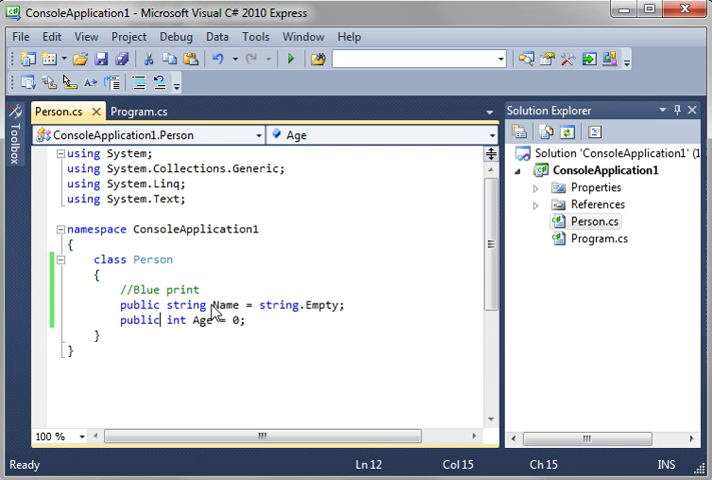 ConsoleApplication1 - Microsoft Visual C# 2010 Express
File Edit View Project Debug Data Tools Window Help
Person.cs Program.cs
ConsoleApplication1.Person Age
Toolbox
using System;
using System.Collections.Generic;
using System.Linq;
using System.Text;
namespace ConsoleApplication1
{
class Person
{
//Blue print
public string Name = string.Empty;
public int Age = 0;
}
}
100 %
Solution Explorer
Solution 'ConsoleApplication1' (1
ConsoleApplication1
Properties
References
Person.cs
Program.cs
Ready Ln 12 Col 15 Ch 15 INS